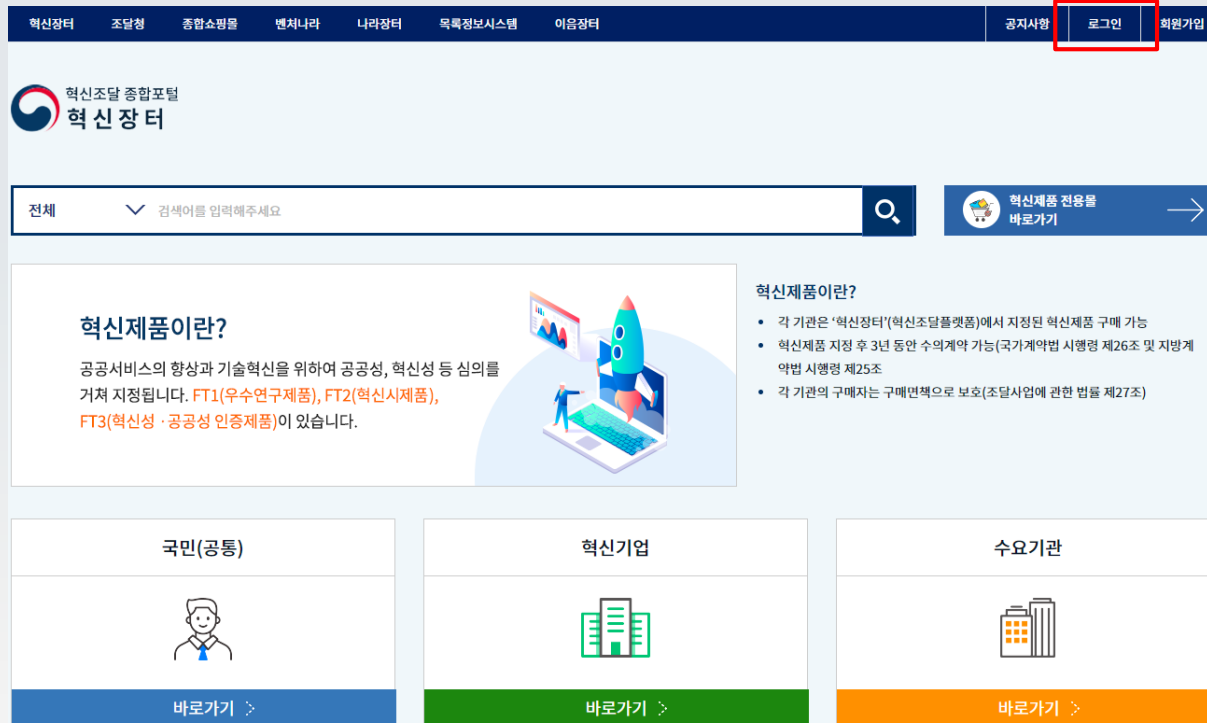 혁신장터 조달청 종합쇼핑몰 벤처나라 나라장터 목록정보시스템 이음장터 공지사항 로그인 회원가입
혁신조달 종합포털
혁신장터
전체 검색어를 입력해주세요
혁신제품 전용몰
바로가기
혁신제품이란?
공공서비스의 향상과 기술혁신을 위하여 공공성, 혁신성 등 심의를
거쳐 지정됩니다. FT1(우수연구제품), FT2(혁신시제품),
FT3(혁신성 · 공공성 인증제품)이 있습니다.
혁신제품이란?
• 각 기관은 ‘혁신장터’(혁신조달플랫폼)에서 지정된 혁신제품 구매 가능
• 혁신제품 지정 후 3년 동안 수의계약 가능(국가계약법 시행령 제26조 및 지방계
약법 시행령 제25조
• 각 기관의 구매자는 구매면책으로 보호(조달사업에 관한 법률 제27조)
국민(공통) 혁신기업 수요기관
바로가기 바로가기 바로가기